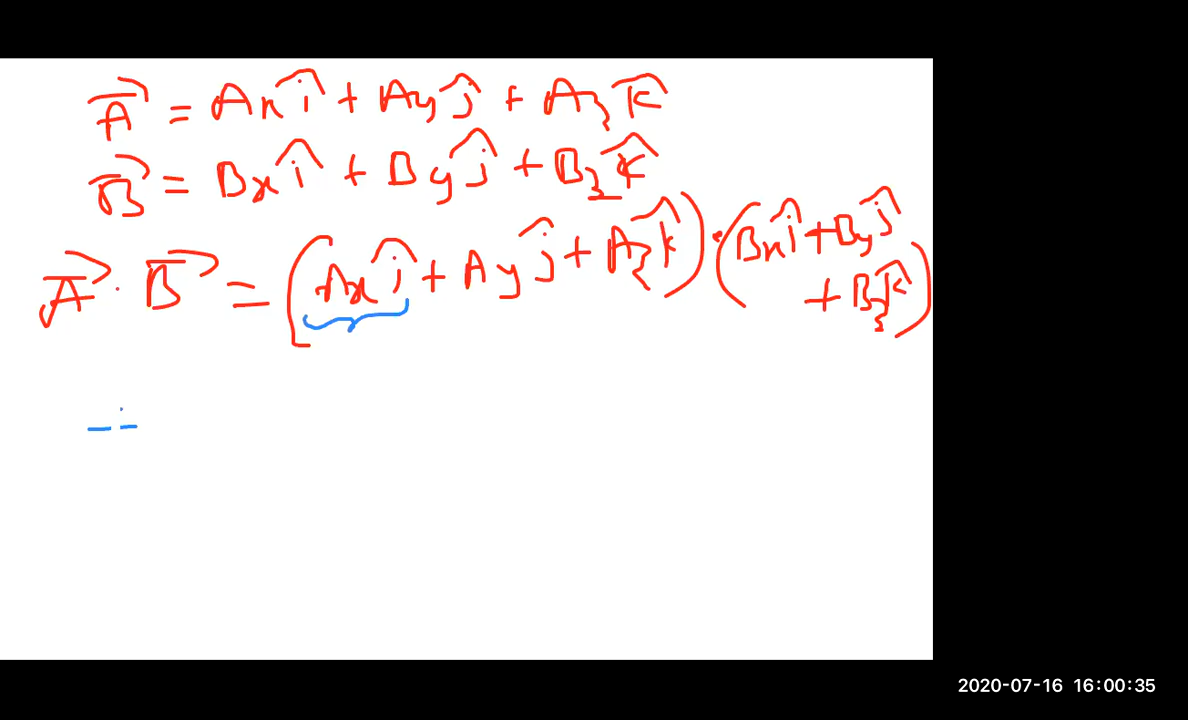 A⃗ = Ax î + Ay ĵ + Az k̂
B⃗ = Bx î + By ĵ + Bz k̂
A⃗ · B⃗ = (Ax î + Ay ĵ + Az k̂) · (Bx î + By ĵ
+ Bz k̂)
2020-07-16 16:00:35